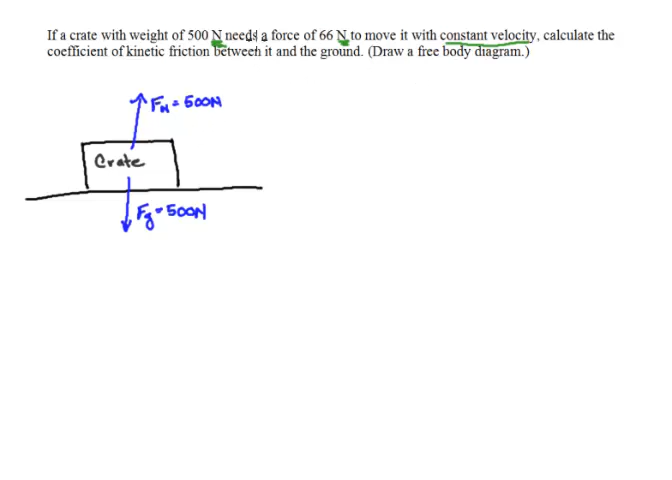 If a crate with weight of 500 N needs a force of 66 N to move it with constant velocity, calculate the
coefficient of kinetic friction between it and the ground. (Draw a free body diagram.)
FN = 500N
Crate
Fg = 500N